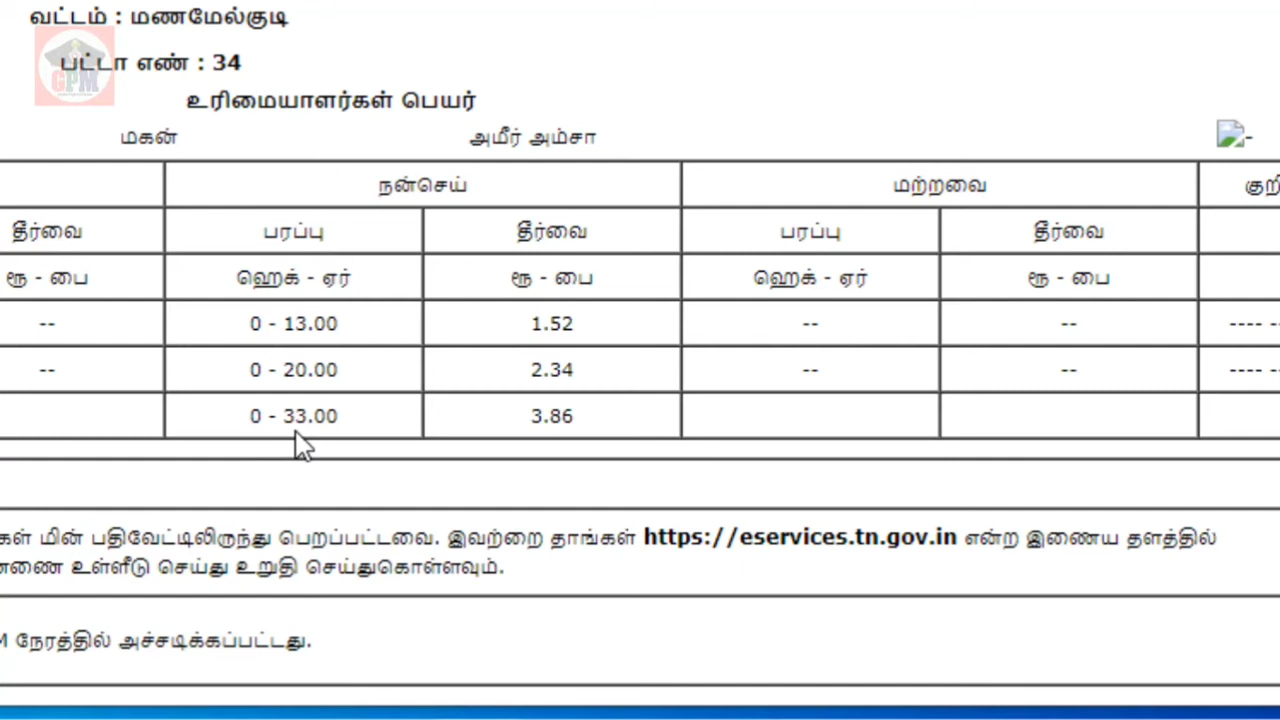 வட்டம் : மணமேல்குடி
பட்டா எண் : 34
உரிமையாளர்கள் பெயர்
மகன் அமீர் அம்சா -
நன்செய் மற்றவை குறி
தீர்வை பரப்பு தீர்வை பரப்பு தீர்வை
ரூ - பை ஹெக் - ஏர் ரூ - பை ஹெக் - ஏர் ரூ - பை
-- 0 - 13.00 1.52 -- -- ---- --
-- 0 - 20.00 2.34 -- -- ---- --
0 - 33.00 3.86
கள் மின் பதிவேட்டிலிருந்து பெறப்பட்டவை. இவற்றை தாங்கள் https://eservices.tn.gov.in என்ற இணைய தளத்தில்
உள்ளீடு செய்து உறுதி செய்துகொள்ளவும்.
M நேரத்தில் அச்சடிக்கப்பட்டது.
GPM